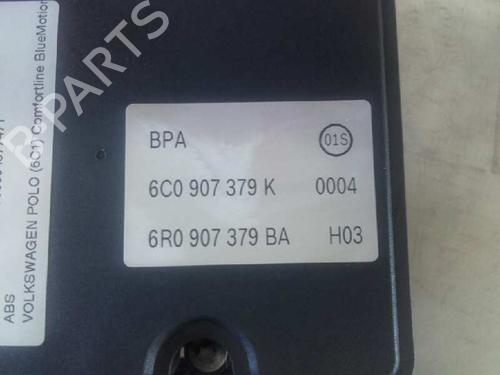 BPA 01S
6C0 907 379 K 0004
6R0 907 379 BA H03
ABS
VOLKSWAGEN POLO (6C1) Comfortline BlueMotion
BPARTS